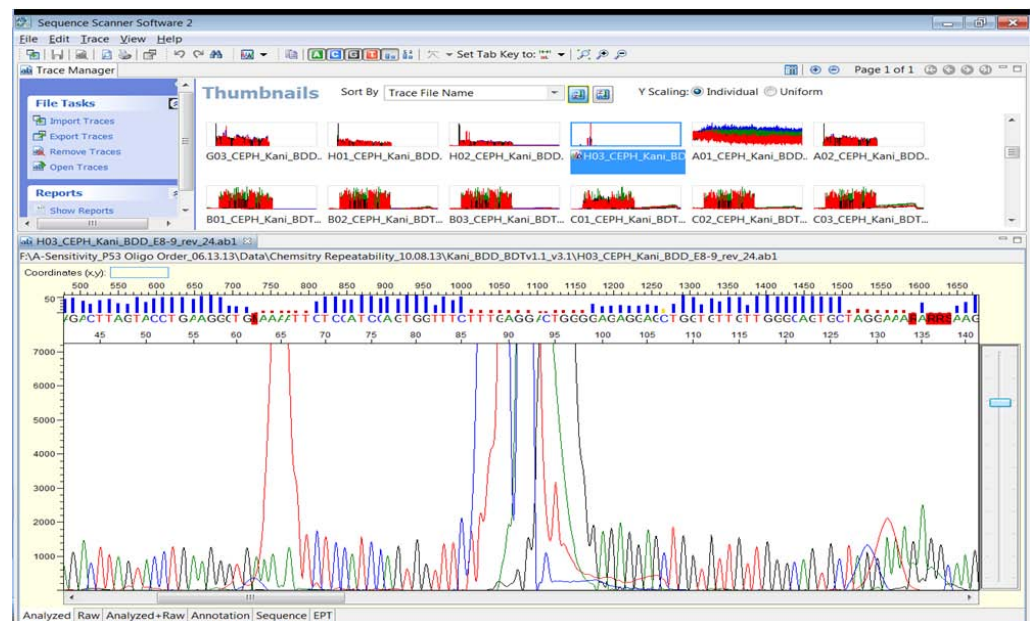 Sequence Scanner Software 2
File Edit Trace View Help
A C G T Set Tab Key to:
Trace Manager
Page 1 of 1
File Tasks
Import Traces
Export Traces
Remove Traces
Open Traces
Reports
Show Reports
Thumbnails Sort By Trace File Name Y Scaling: Individual Uniform
G03_CEPH_Kani_BDD.. H01_CEPH_Kani_BDD. H02_CEPH_Kani_BDD. H03_CEPH_Kani_BD A01_CEPH_Kani_BDD.. A02_CEPH_Kani_BDD..
B01_CEPH_Kani_BDT... B02_CEPH_Kani_BDT... B03_CEPH_Kani_BDT... C01_CEPH_Kani_BDT... C02_CEPH_Kani_BDT... C03_CEPH_Kani_BDT...
H03_CEPH_Kani_BDD_E8-9_rev_24.ab1
F:\A-Sensitivity_P53 Oligo Order_06.13.13\Data\Chemsitry Repeatability_10.08.13\Kani_BDD_BDTv1.1_v3.1\H03_CEPH_Kani_BDD_E8-9_rev_24.ab1
Coordinates (x,y):
500 550 600 650 700 750 800 850 900 950 1000 1050 1100 1150 1200 1250 1300 1350 1400 1450 1500 1550 1600 1650
50
45 50 55 60 65 70 75 80 85 90 95 100 105 110 115 120 125 130 135 140
7000
6000
5000
4000
3000
2000
1000
Analyzed Raw Analyzed+Raw Annotation Sequence EPT